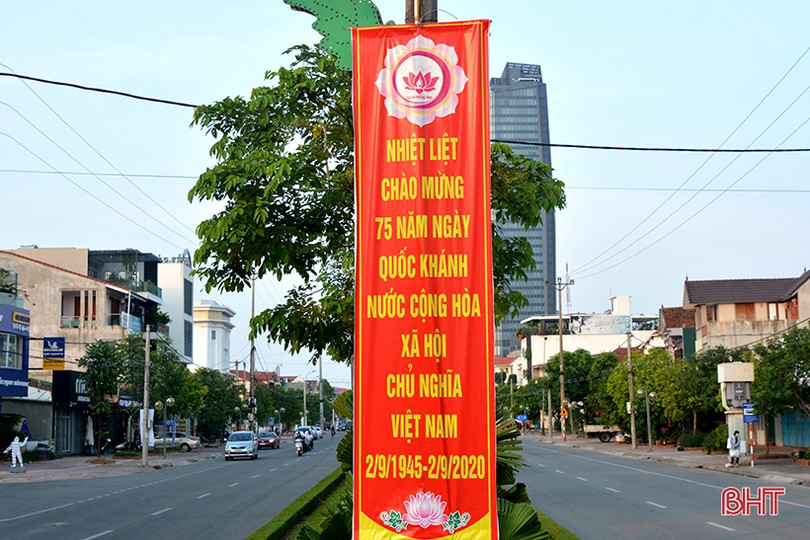 NHIỆT LIỆT
CHÀO MỪNG
75 NĂM NGÀY
QUỐC KHÁNH
NƯỚC CỘNG HÒA
XÃ HỘI
CHỦ NGHĨA
VIỆT NAM
2/9/1945-2/9/2020
BHT